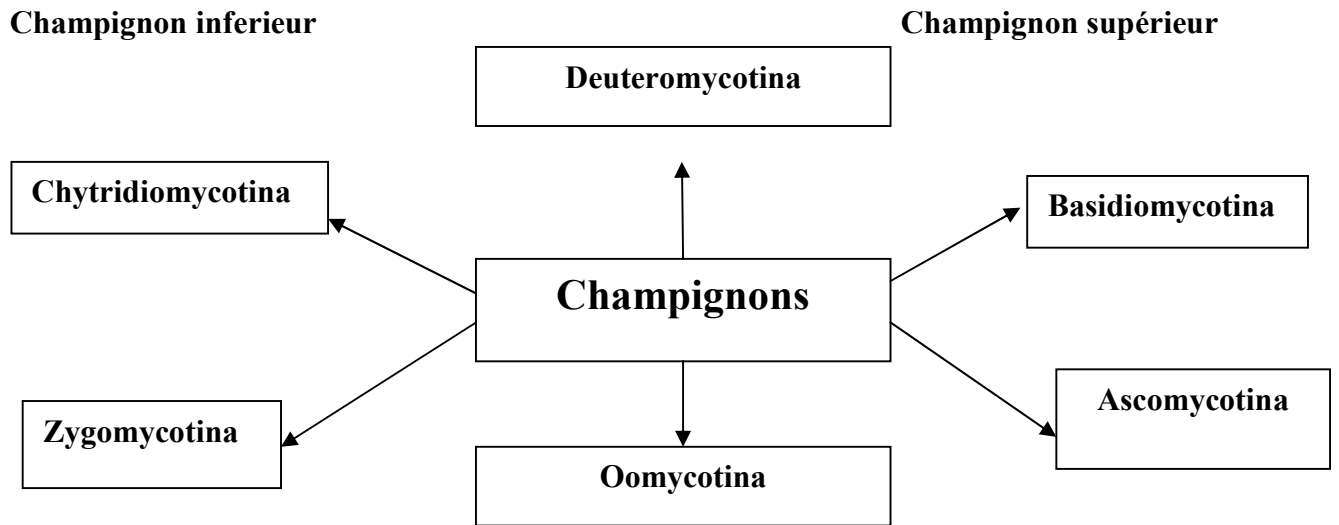 Champignon inferieur
Champignon supérieur
Deuteromycotina
Chytridiomycotina
Basidiomycotina
Champignons
Zygomycotina
Ascomycotina
Oomycotina